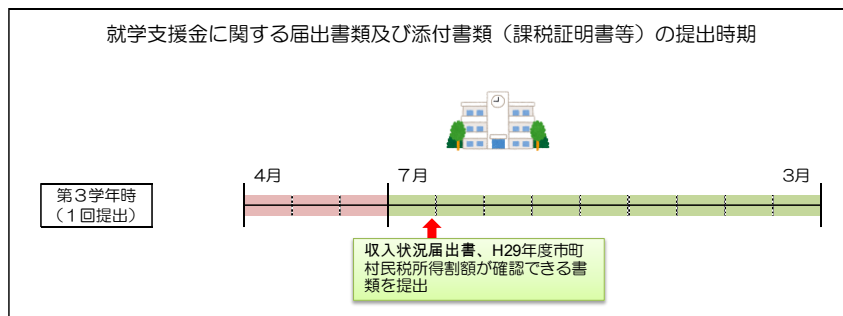 就学支援金に関する届出書類及び添付書類（課税証明書等）の提出時期
4月
7月
3月
第３学年時
（１回提出）
収入状況届出書、H29年度市町
村民税所得割額が確認できる書
類を提出